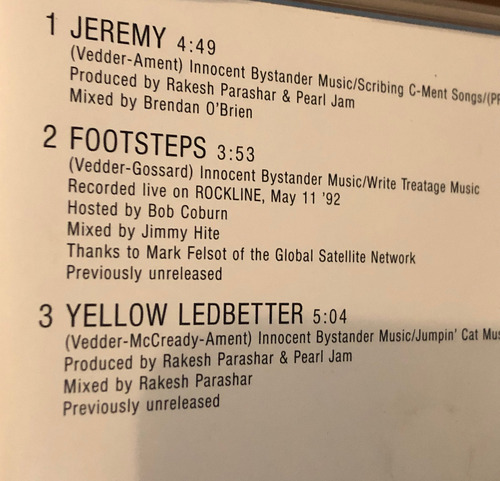 1 JEREMY 4:49
(Vedder-Ament) Innocent Bystander Music/Scribing C-Ment Songs/(PR
Produced by Rakesh Parashar & Pearl Jam
Mixed by Brendan O'Brien
2 FOOTSTEPS 3:53
(Vedder-Gossard) Innocent Bystander Music/Write Treatage Music
Recorded live on ROCKLINE, May 11 '92
Hosted by Bob Coburn
Mixed by Jimmy Hite
Thanks to Mark Felsot of the Global Satellite Network
Previously unreleased
3 YELLOW LEDBETTER 5:04
(Vedder-McCready-Ament) Innocent Bystander Music/Jumpin' Cat Mus
Produced by Rakesh Parashar & Pearl Jam
Mixed by Rakesh Parashar
Previously unreleased